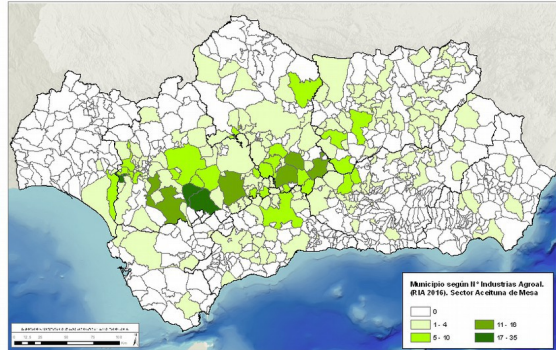 Municipio según Nº Industrias Agroal.
(RIA 2016). Sector Aceituna de Mesa
0
1 - 4
5 - 10
11 - 16
17 - 35